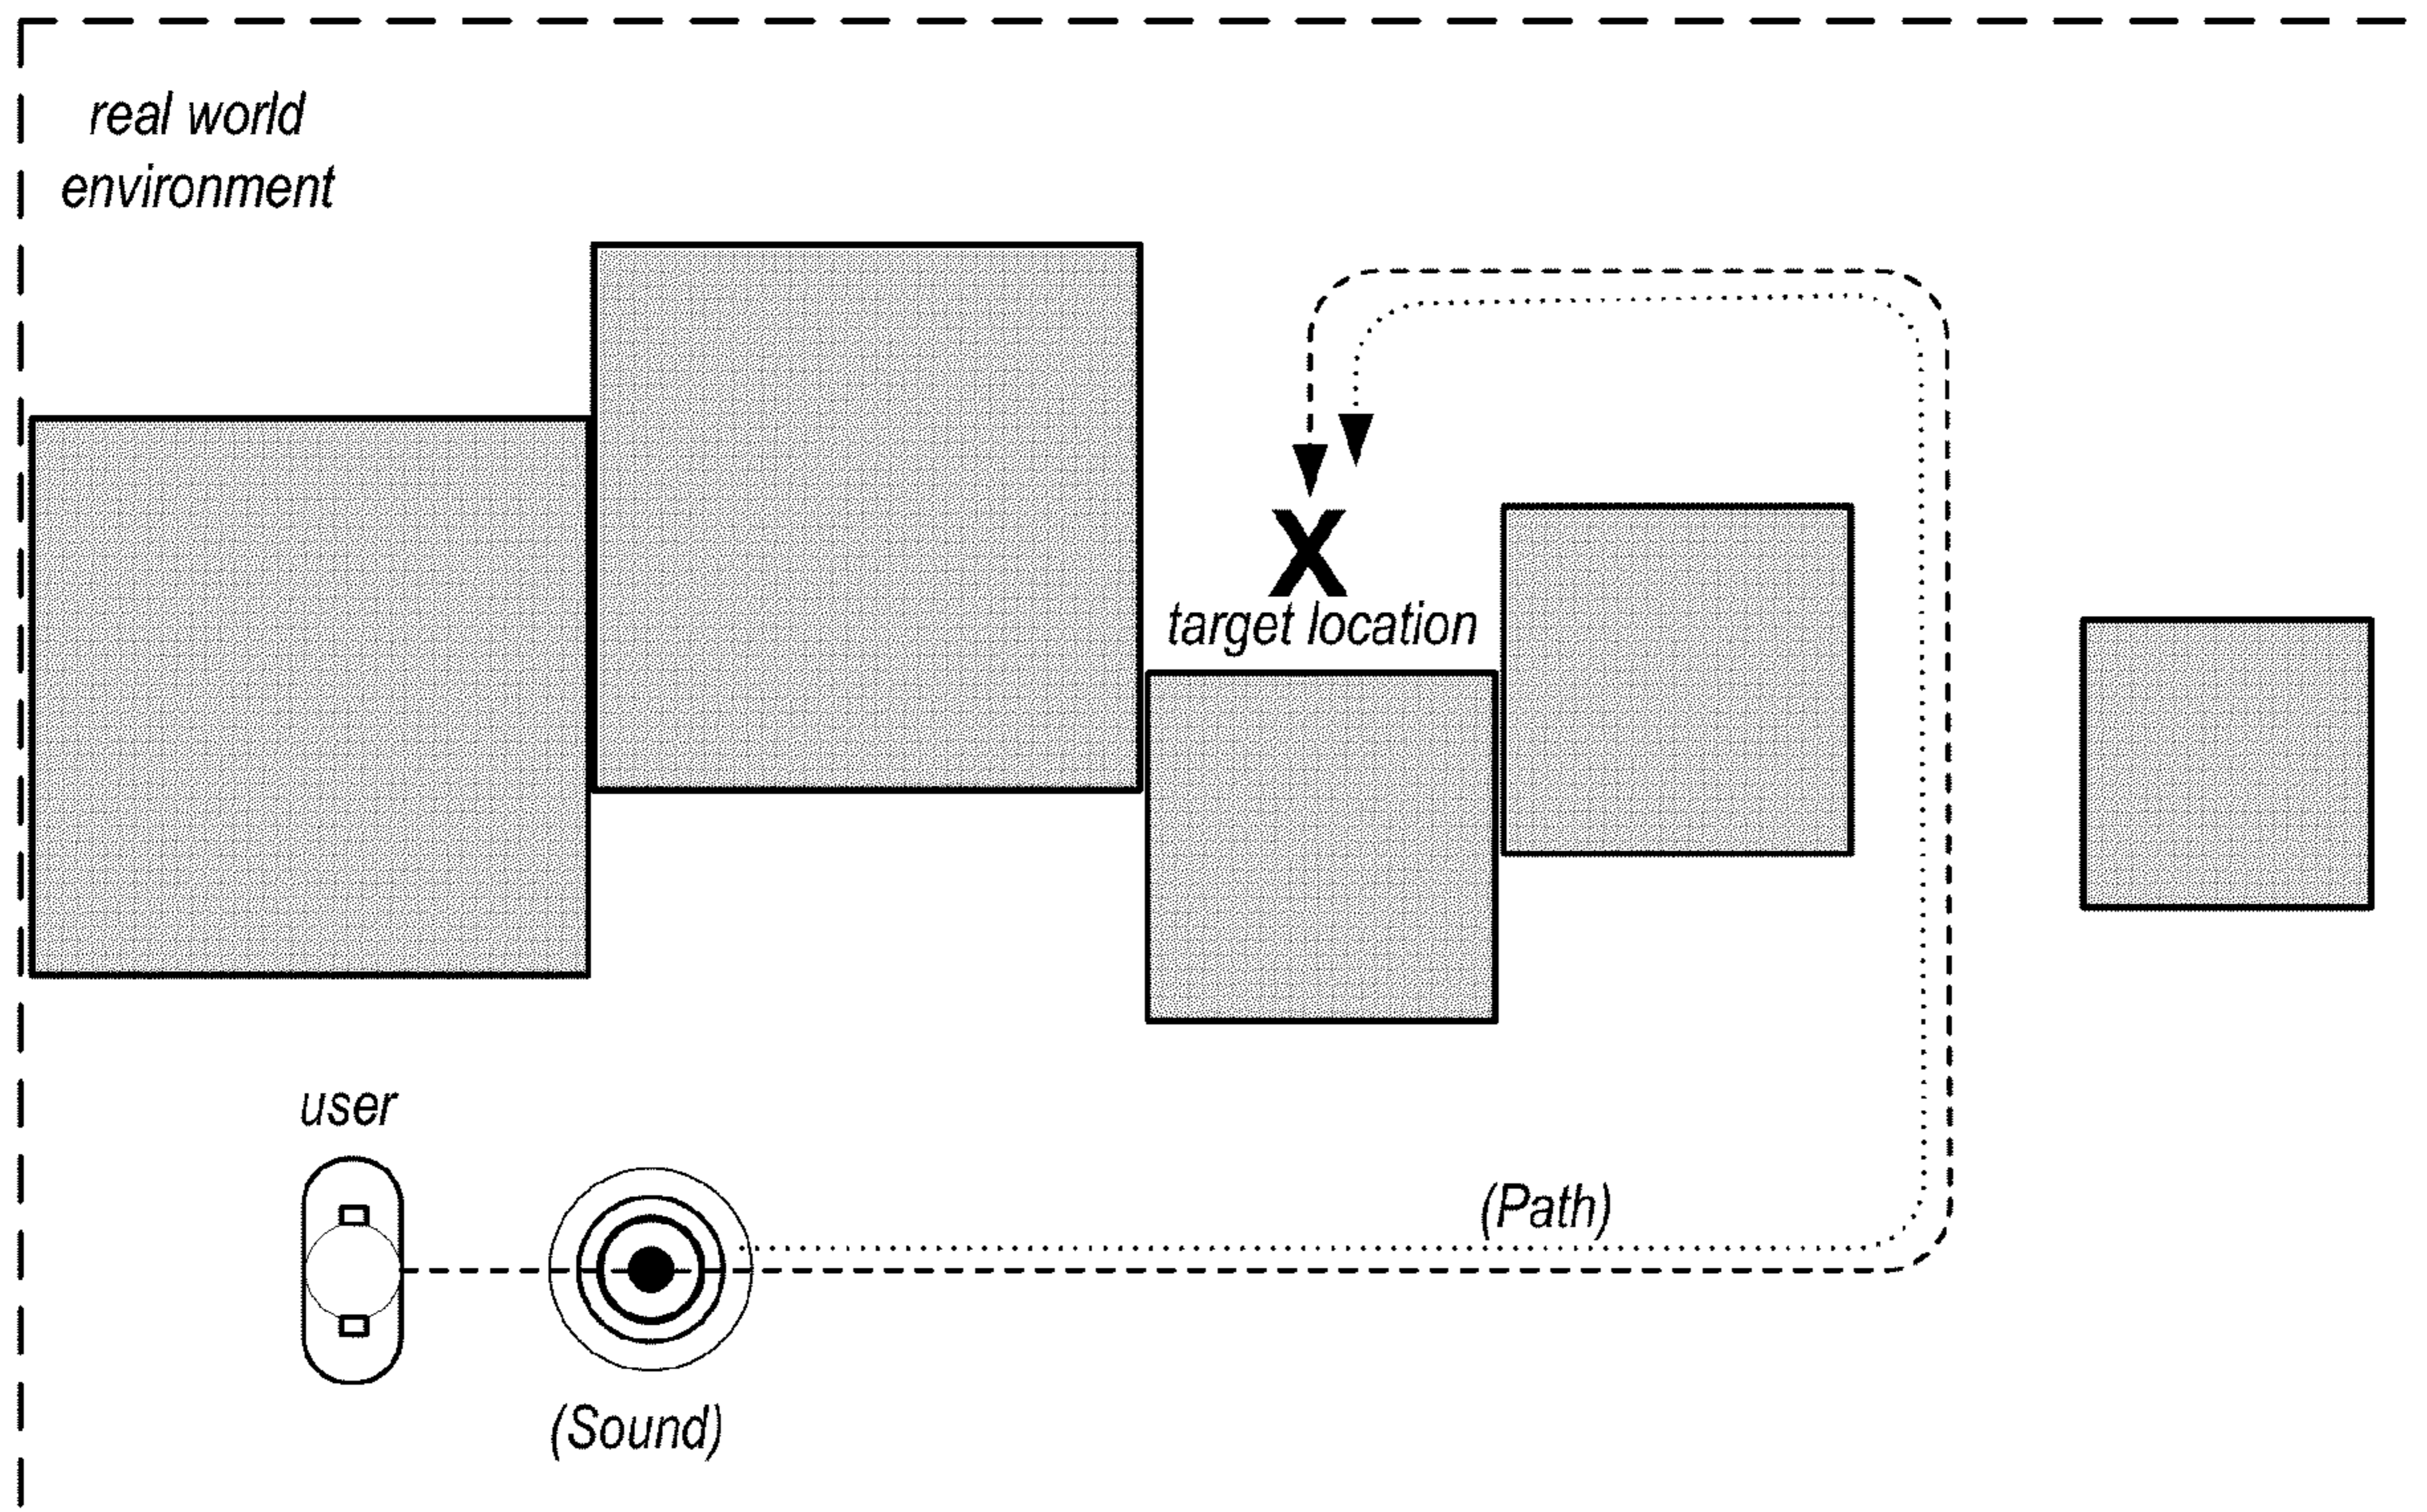 real world
environment
X
target location
user
(Path)
(Sound)